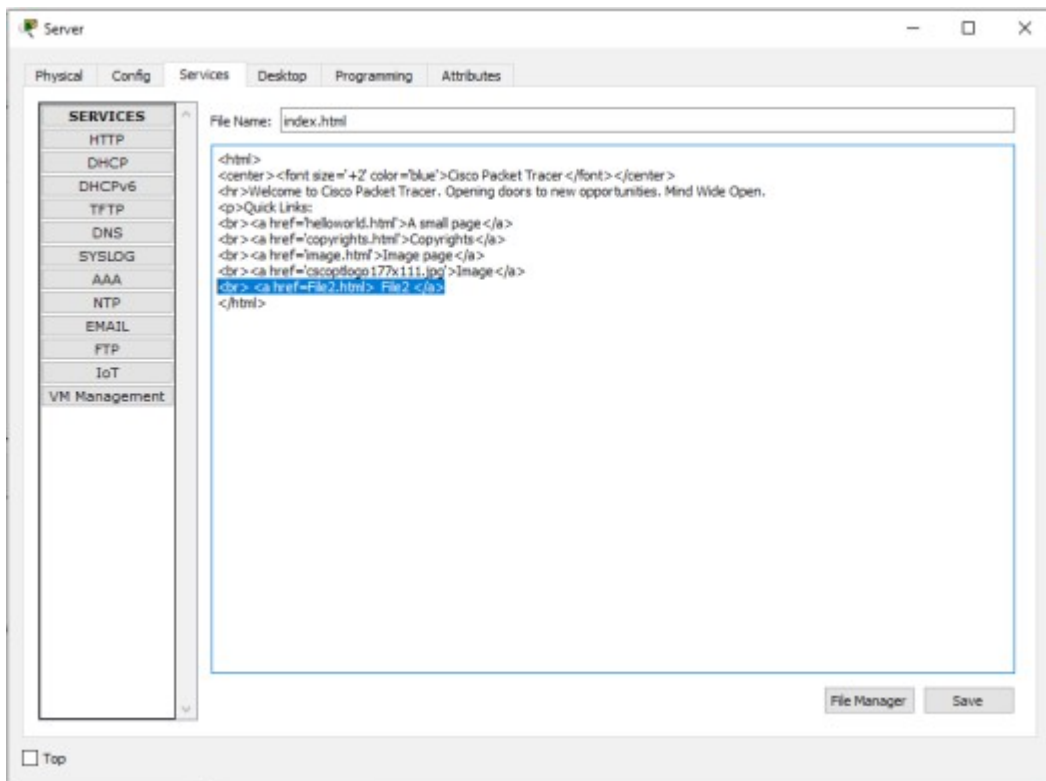 Server
Physical Config Services Desktop Programming Attributes
SERVICES
HTTP
DHCP
DHCPv6
TFTP
DNS
SYSLOG
AAA
NTP
EMAIL
FTP
IoT
VM Management
File Name: index.html
<html>
<center><font size='+2' color='blue'>Cisco Packet Tracer</font></center>
<hr>Welcome to Cisco Packet Tracer. Opening doors to new opportunities. Mind Wide Open.
<p>Quick Links:
<br><a href='helloworld.html'>A small page</a>
<br><a href='copyrights.html'>Copyrights</a>
<br><a href='image.html'>Image page</a>
<br><a href='cscoptlogo177x111.jpg'>Image</a>
<br> <a href=File2.html> File2 </a>
</html>
File Manager Save
Top